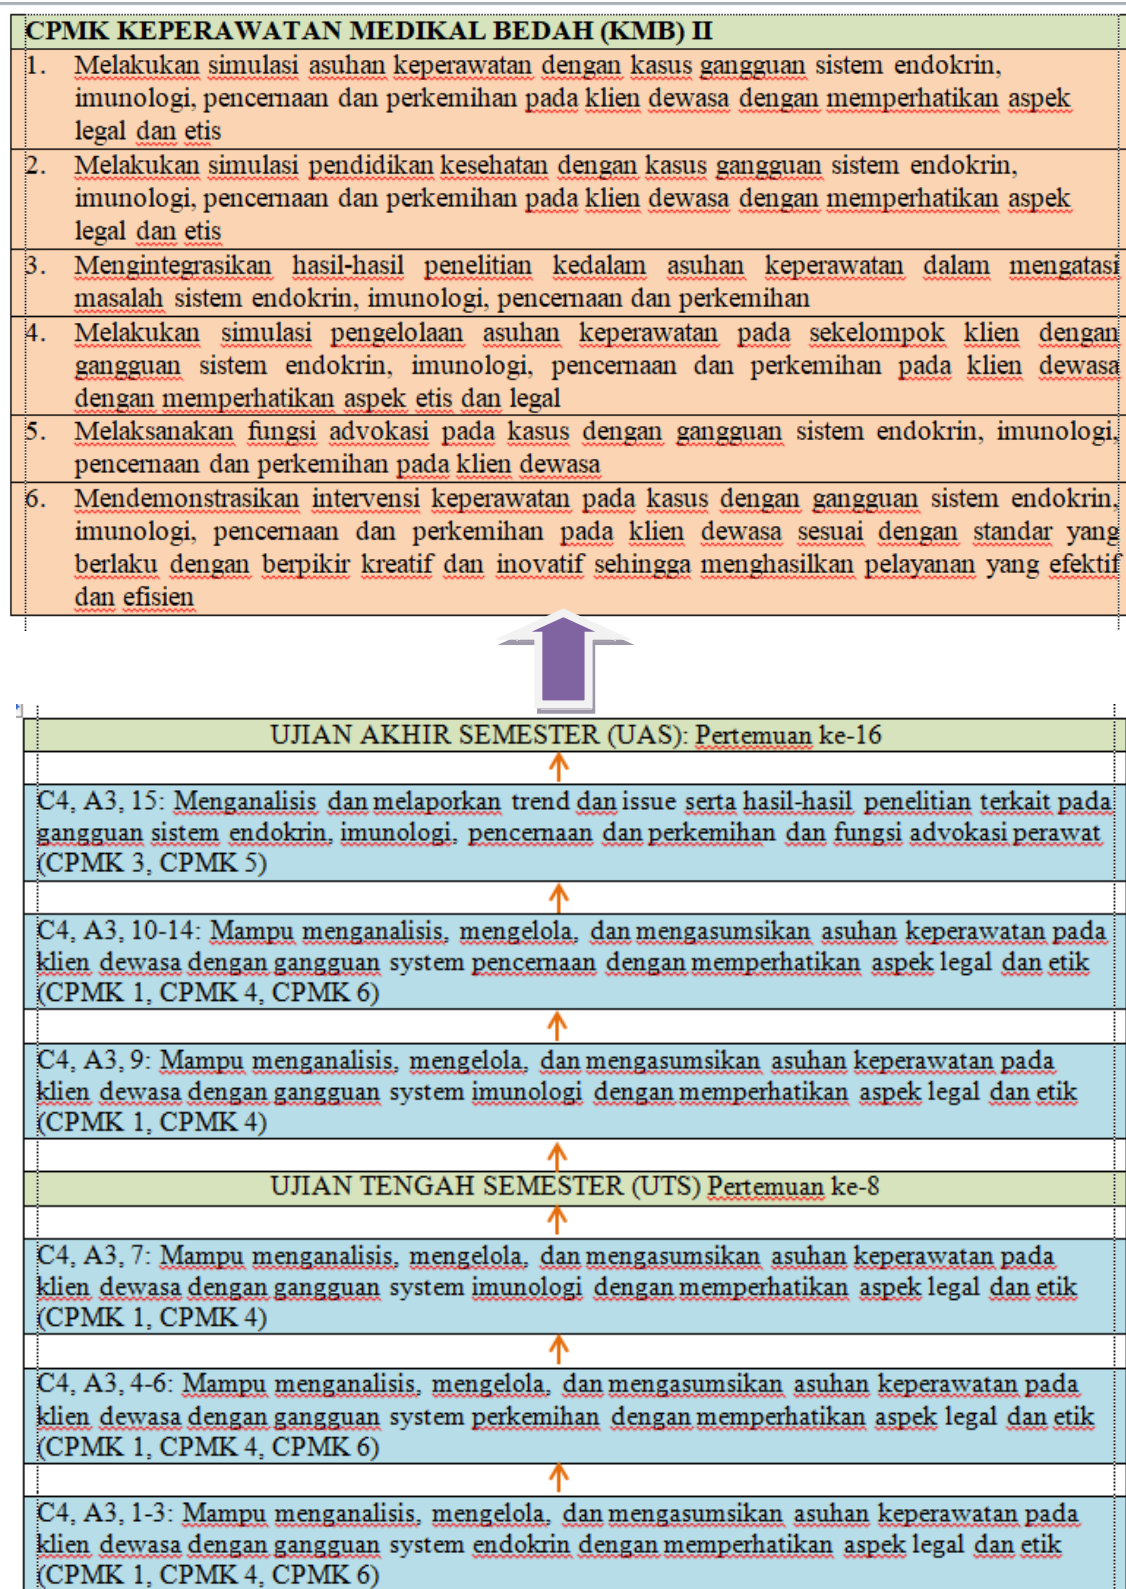 CPMK KEPERAWATAN MEDIKAL BEDAH (KMB) II
1. Melakukan simulasi asuhan keperawatan dengan kasus gangguan sistem endokrin,
imunologi, pencernaan dan perkemihan pada klien dewasa dengan memperhatikan aspek
legal dan etis
2. Melakukan simulasi pendidikan kesehatan dengan kasus gangguan sistem endokrin,
imunologi, pencernaan dan perkemihan pada klien dewasa dengan memperhatikan aspek
legal dan etis
3. Mengintegrasikan hasil-hasil penelitian kedalam asuhan keperawatan dalam mengatasi
masalah sistem endokrin, imunologi, pencernaan dan perkemihan
4. Melakukan simulasi pengelolaan asuhan keperawatan pada sekelompok klien dengan
gangguan sistem endokrin, imunologi, pencernaan dan perkemihan pada klien dewasa
dengan memperhatikan aspek etis dan legal
5. Melaksanakan fungsi advokasi pada kasus dengan gangguan sistem endokrin, imunologi,
pencernaan dan perkemihan pada klien dewasa
6. Mendemonstrasikan intervensi keperawatan pada kasus dengan gangguan sistem endokrin,
imunologi, pencernaan dan perkemihan pada klien dewasa sesuai dengan standar yang
berlaku dengan berpikir kreatif dan inovatif sehingga menghasilkan pelayanan yang efektif
dan efisien
UJIAN AKHIR SEMESTER (UAS): Pertemuan ke-16
C4, A3, 15: Menganalisis dan melaporkan trend dan issue serta hasil-hasil penelitian terkait pada
gangguan sistem endokrin, imunologi, pencernaan dan perkemihan dan fungsi advokasi perawat
(CPMK 3, CPMK 5)
C4, A3, 10-14: Mampu menganalisis, mengelola, dan mengasumsikan asuhan keperawatan pada
klien dewasa dengan gangguan system pencernaan dengan memperhatikan aspek legal dan etik
(CPMK 1, CPMK 4, CPMK 6)
C4, A3, 9: Mampu menganalisis, mengelola, dan mengasumsikan asuhan keperawatan pada
klien dewasa dengan gangguan system imunologi dengan memperhatikan aspek legal dan etik
(CPMK 1, CPMK 4)
UJIAN TENGAH SEMESTER (UTS) Pertemuan ke-8
C4, A3, 7: Mampu menganalisis, mengelola, dan mengasumsikan asuhan keperawatan pada
klien dewasa dengan gangguan system imunologi dengan memperhatikan aspek legal dan etik
(CPMK 1, CPMK 4)
C4, A3, 4-6: Mampu menganalisis, mengelola, dan mengasumsikan asuhan keperawatan pada
klien dewasa dengan gangguan system perkemihan dengan memperhatikan aspek legal dan etik
(CPMK 1, CPMK 4, CPMK 6)
C4, A3, 1-3: Mampu menganalisis, mengelola, dan mengasumsikan asuhan keperawatan pada
klien dewasa dengan gangguan system endokrin dengan memperhatikan aspek legal dan etik
(CPMK 1, CPMK 4, CPMK 6)